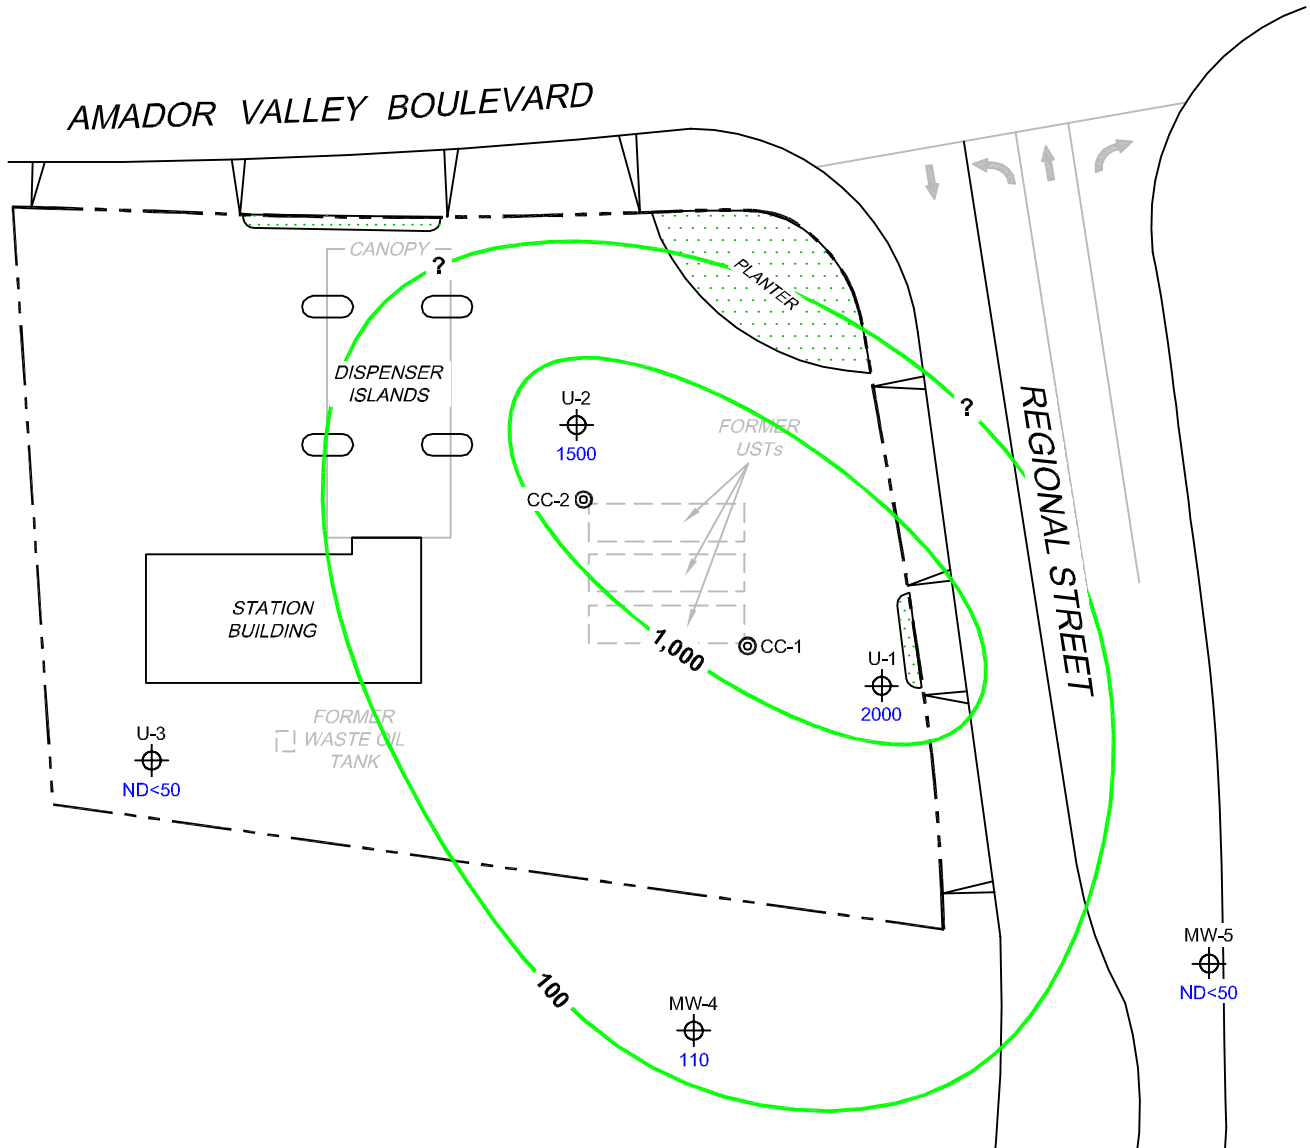 AMADOR VALLEY BOULEVARD
CANOPY
?
PLANTER
DISPENSER
ISLANDS
U-2
1500
FORMER
USTs
?
REGIONAL STREET
CC-2
STATION
BUILDING
1,000
CC-1
U-1
2000
FORMER
WASTE OIL
TANK
U-3
ND<50
100
MW-4
110
MW-5
ND<50